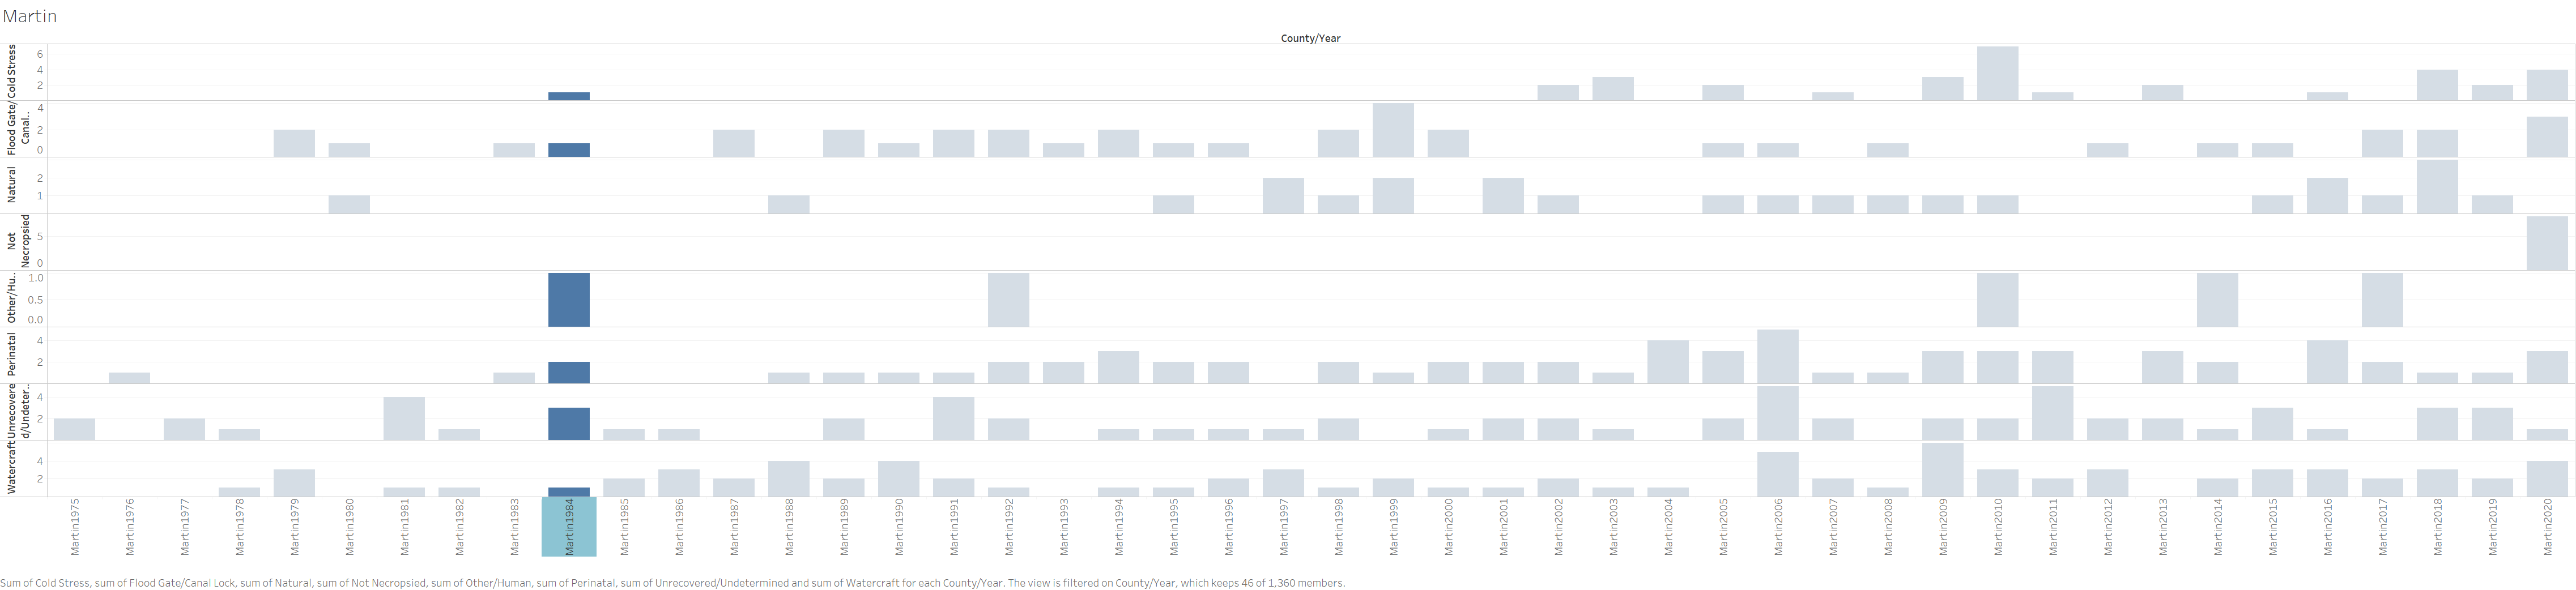 Martin
County/Year
Cold Stress
6
4
2
Flood Gate/
Canal..
4
2
0
Natural
2
1
Not
Necropsied
5
0
Other/Hu..
1.0
0.5
0.0
Perinatal
4
2
Unrecovere
d/Undeter..
4
2
Watercraft
4
2
Martin1975
Martin1976
Martin1977
Martin1978
Martin1979
Martin1980
Martin1981
Martin1982
Martin1983
Martin1984
Martin1985
Martin1986
Martin1987
Martin1988
Martin1989
Martin1990
Martin1991
Martin1992
Martin1993
Martin1994
Martin1995
Martin1996
Martin1997
Martin1998
Martin1999
Martin2000
Martin2001
Martin2002
Martin2003
Martin2004
Martin2005
Martin2006
Martin2007
Martin2008
Martin2009
Martin2010
Martin2011
Martin2012
Martin2013
Martin2014
Martin2015
Martin2016
Martin2017
Martin2018
Martin2019
Martin2020
Sum of Cold Stress, sum of Flood Gate/Canal Lock, sum of Natural, sum of Not Necropsied, sum of Other/Human, sum of Perinatal, sum of Unrecovered/Undetermined and sum of Watercraft for each County/Year. The view is filtered on County/Year, which keeps 46 of 1,360 members.